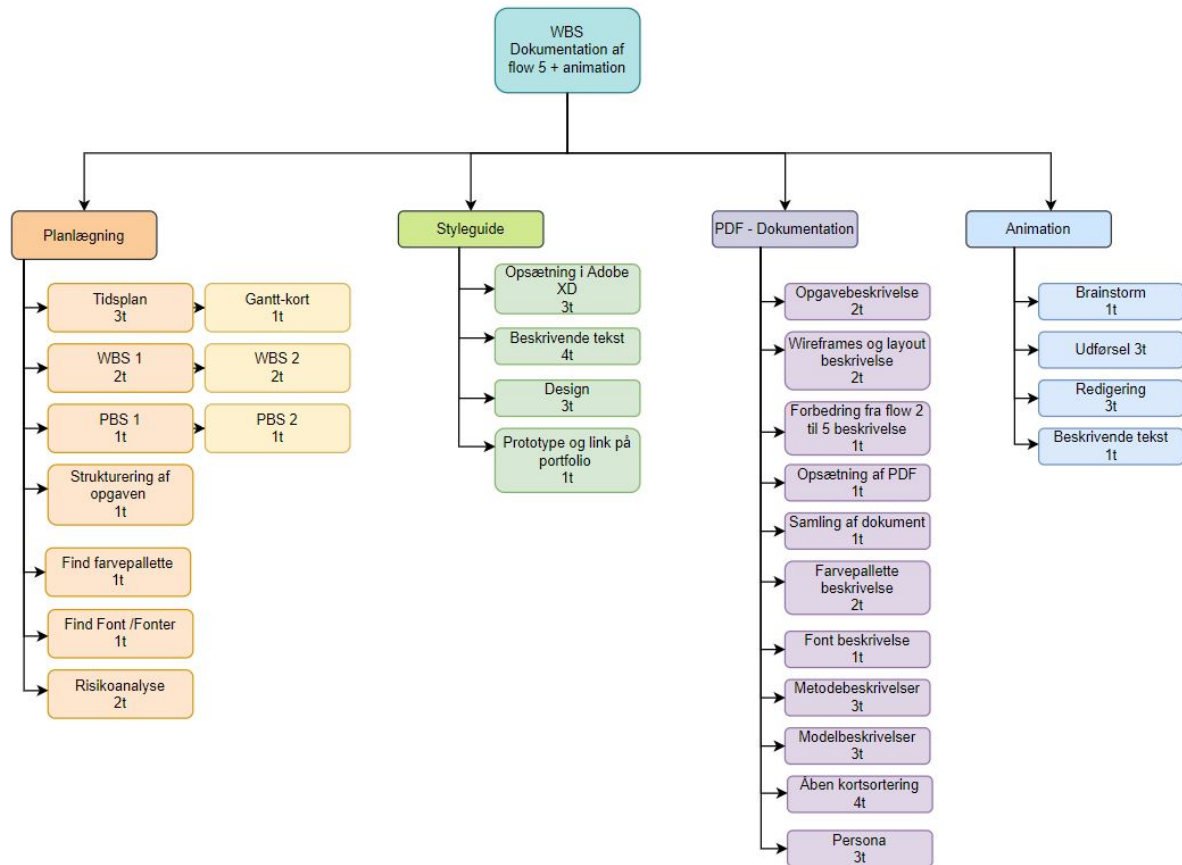 WBS
Dokumentation af
flow 5 + animation
Planlægning
Tidsplan
3t
Gantt-kort
1t
WBS 1
2t
WBS 2
2t
PBS 1
1t
PBS 2
1t
Strukturering af
opgaven
1t
Find farvepallette
1t
Find Font /Fonter
1t
Risikoanalyse
2t
Styleguide
Opsætning i Adobe
XD
3t
Beskrivende tekst
4t
Design
3t
Prototype og link på
portfolio
1t
PDF - Dokumentation
Opgavebeskrivelse
2t
Wireframes og layout
beskrivelse
2t
Forbedring fra flow 2
til 5 beskrivelse
1t
Opsætning af PDF
1t
Samling af dokument
1t
Farvepallette
beskrivelse
2t
Font beskrivelse
1t
Metodebeskrivelser
3t
Modelbeskrivelser
3t
Åben kortsortering
4t
Persona
3t
Animation
Brainstorm
1t
Udførsel 3t
Redigering
3t
Beskrivende tekst
1t